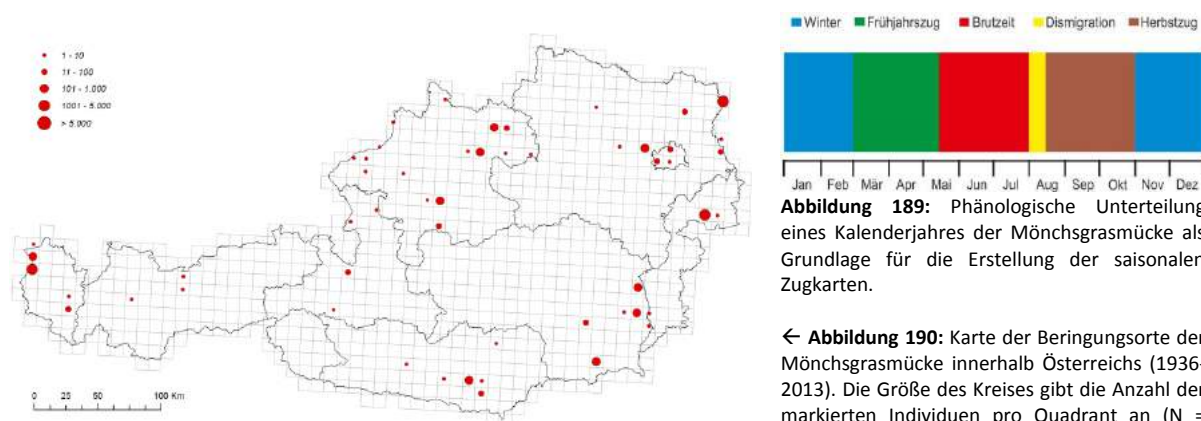 1 - 10
11 - 100
101 - 1.000
1001 - 5.000
> 5.000
0 25 50 100 Km
Winter Frühjahrszug Brutzeit Dismigration Herbstzug
Jan Feb Mär Apr Mai Jun Jul Aug Sep Okt Nov Dez
Abbildung 189: Phänologische Unterteilung
eines Kalenderjahres der Mönchsgrasmücke als
Grundlage für die Erstellung der saisonalen
Zugkarten.
← Abbildung 190: Karte der Beringungsorte der
Mönchsgrasmücke innerhalb Österreichs (1936-
2013). Die Größe des Kreises gibt die Anzahl der
markierten Individuen pro Quadrant an (N =